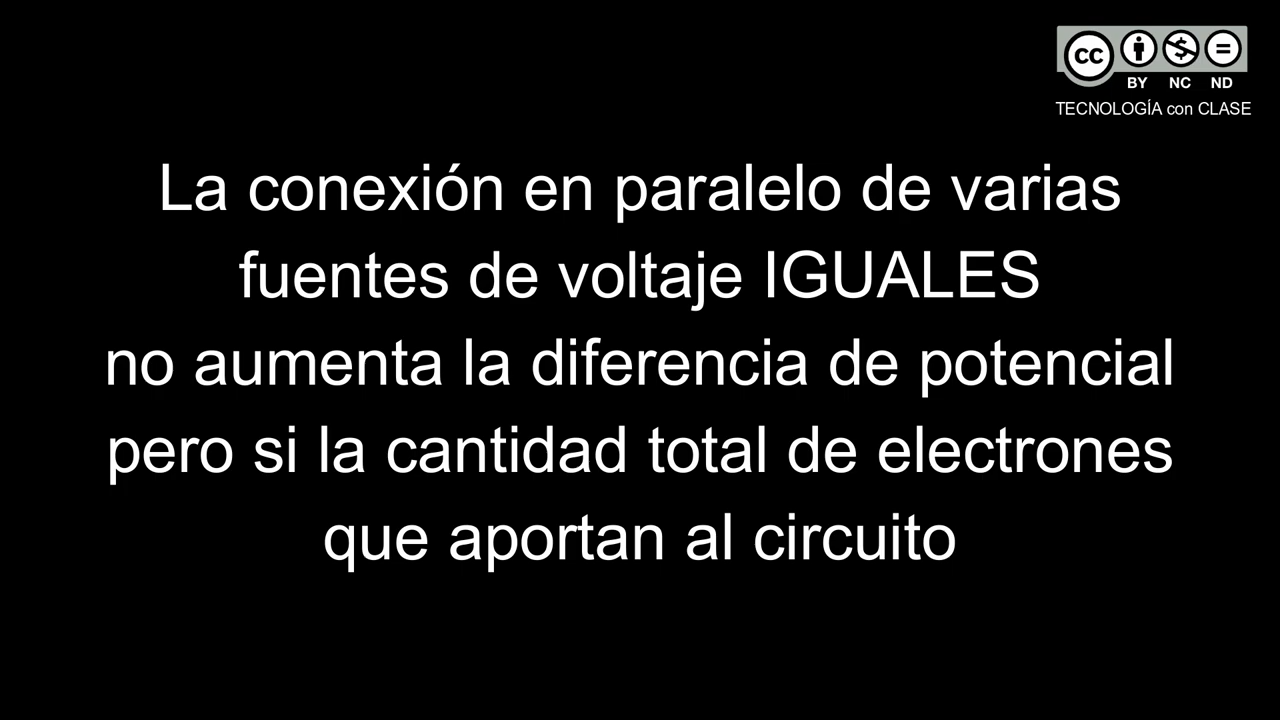 cc
BY NC ND
TECNOLOGÍA con CLASE
La conexión en paralelo de varias
fuentes de voltaje IGUALES
no aumenta la diferencia de potencial
pero si la cantidad total de electrones
que aportan al circuito